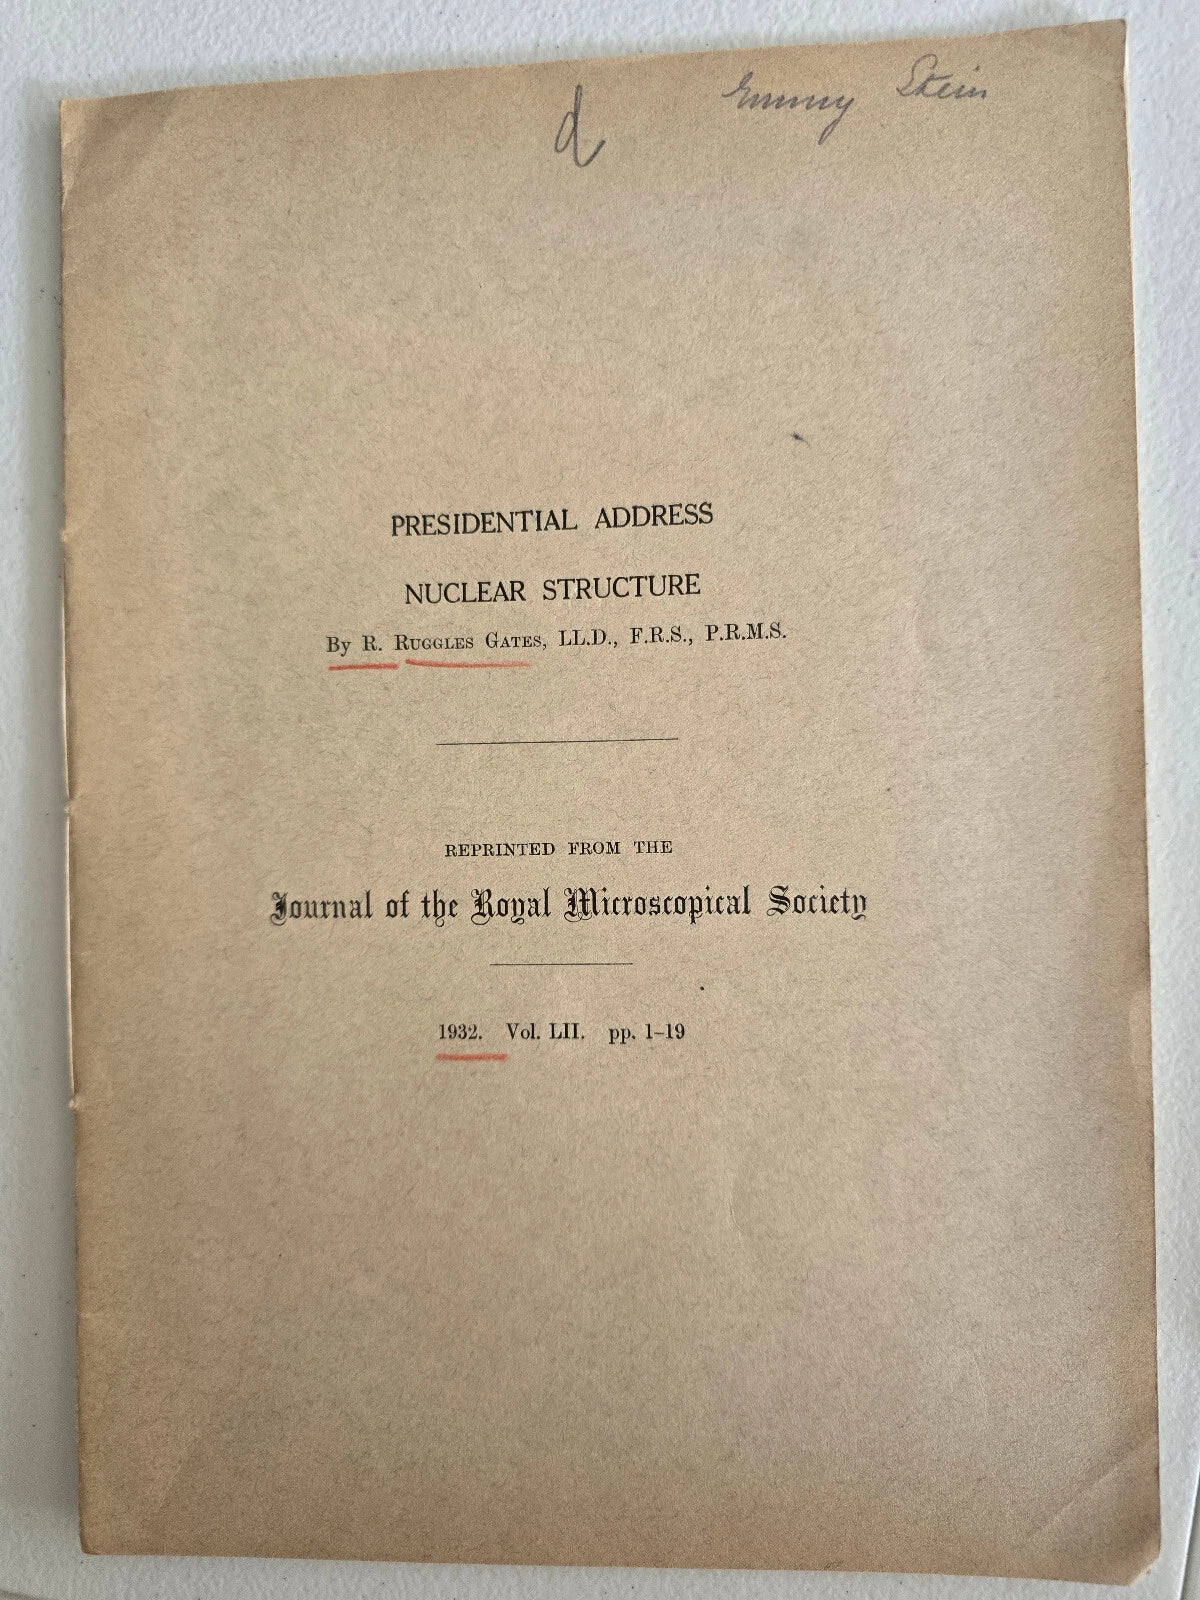 Emmy Stein
d
PRESIDENTIAL ADDRESS
NUCLEAR STRUCTURE
By R. RUGGLES GATES, LL.D., F.R.S., P.R.M.S.
REPRINTED FROM THE
Journal of the Royal Microscopical Society
1932. Vol. LII. pp. 1–19